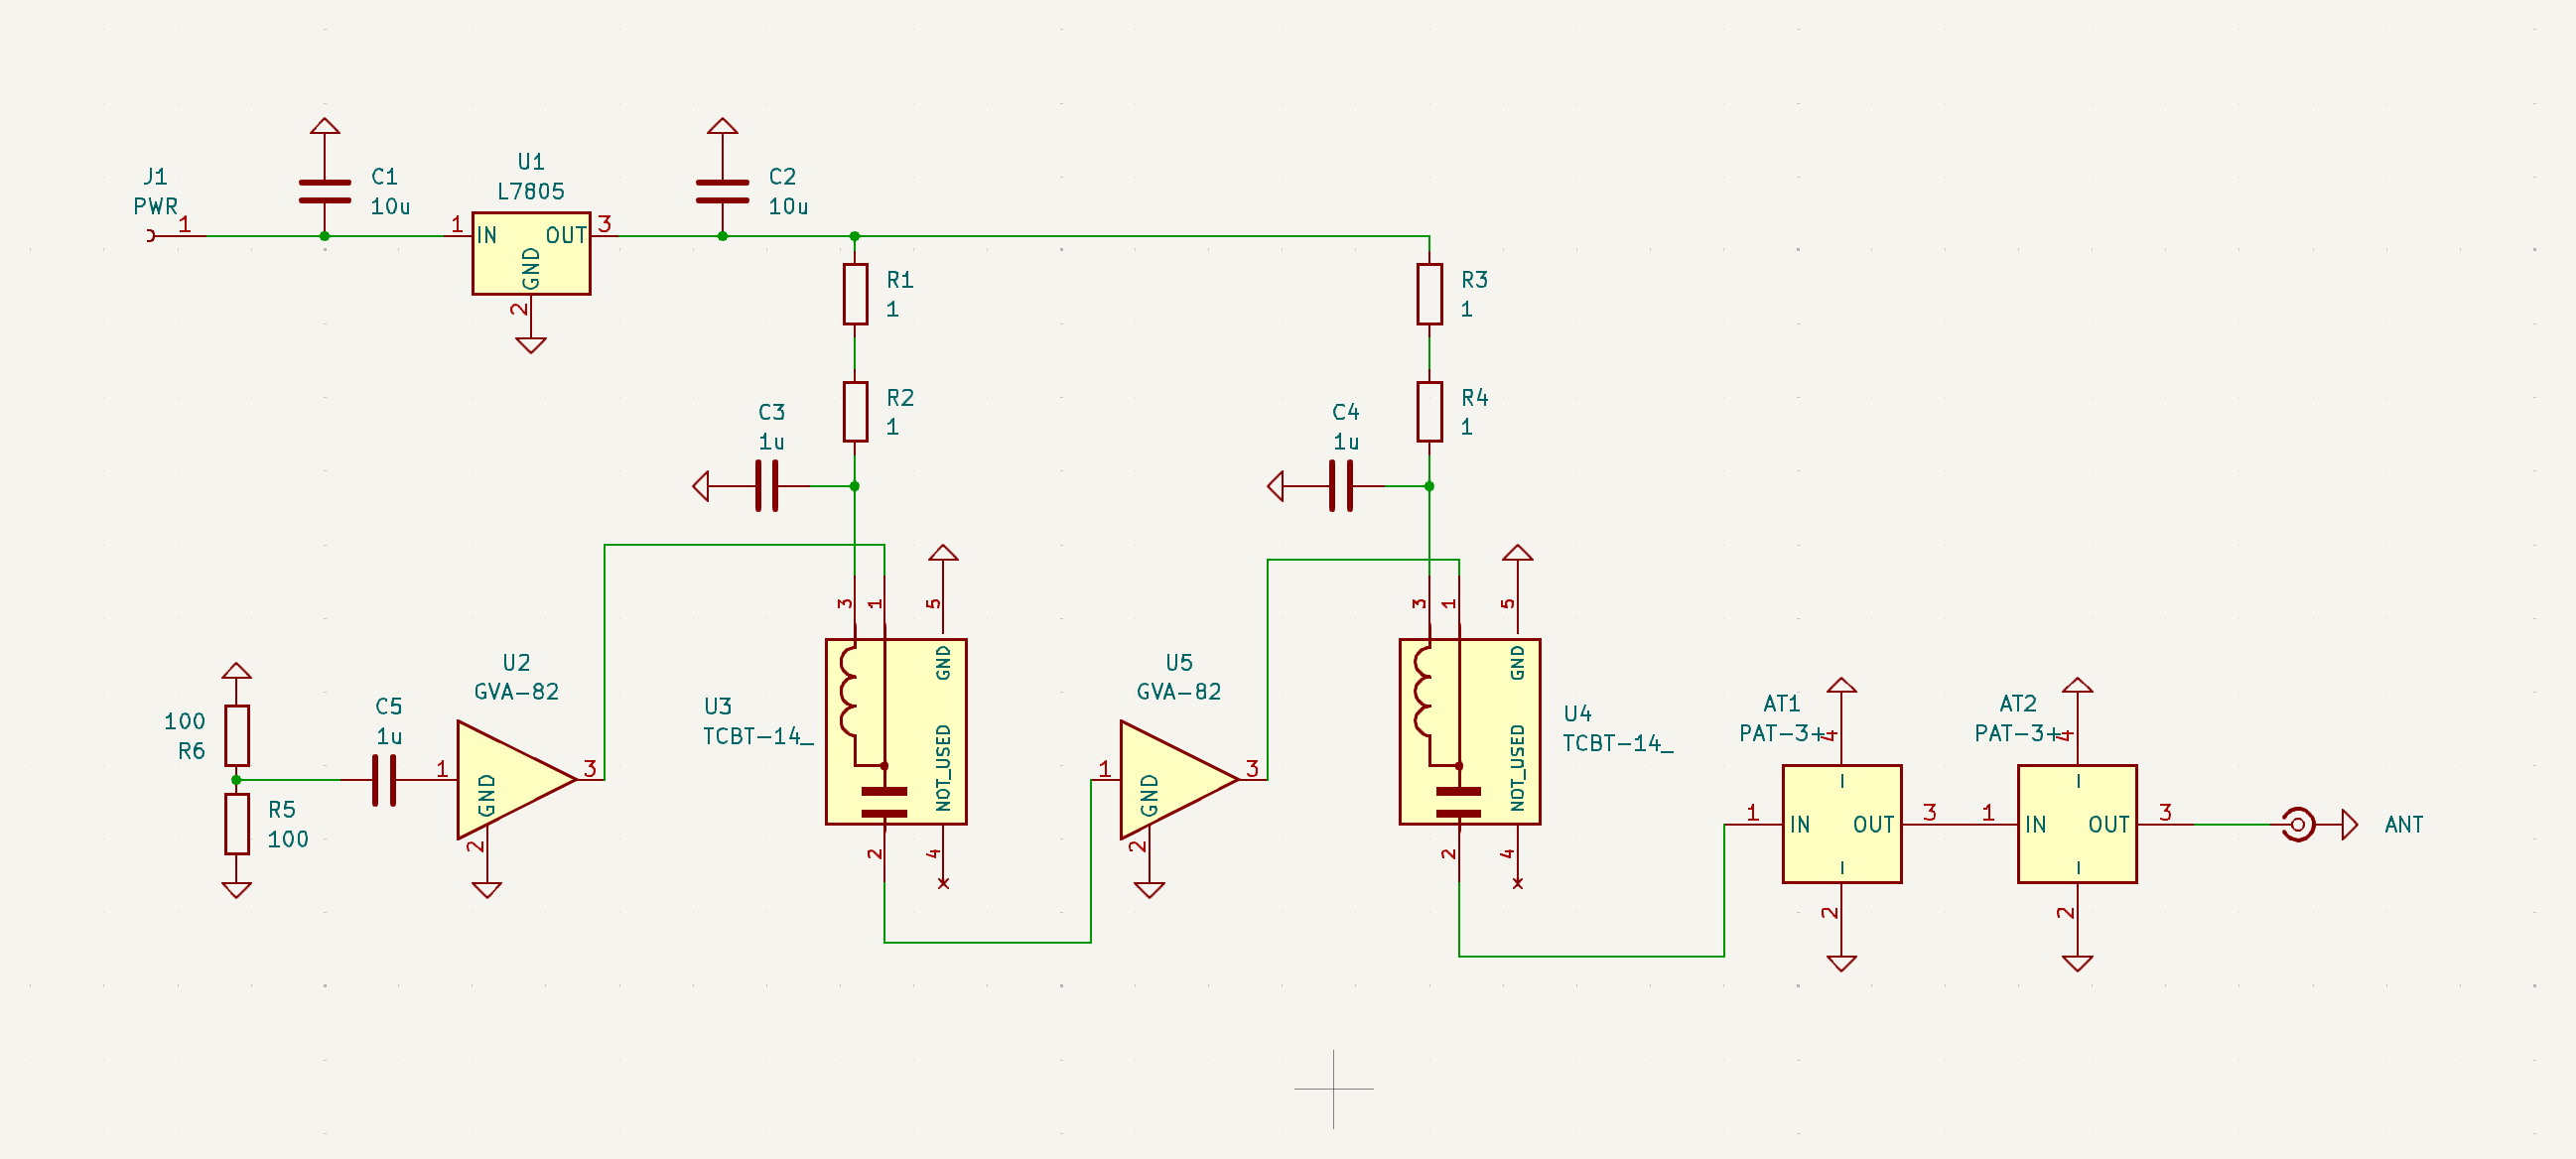 J1
PWR
1
C1
10u
U1
L7805
1
IN
OUT
3
GND
2
C2
10u
R1
1
R2
1
C3
1u
R3
1
R4
1
C4
1u
100
R6
R5
100
C5
1u
U2
GVA-82
1
GND
2
3
U3
TCBT-14_
3
1
5
GND
NOT_USED
2
4
U5
GVA-82
1
GND
2
3
U4
TCBT-14_
3
1
5
GND
NOT_USED
2
4
AT1
PAT-3+
4
1
IN
OUT
3
2
AT2
PAT-3+
4
1
IN
OUT
3
2
ANT